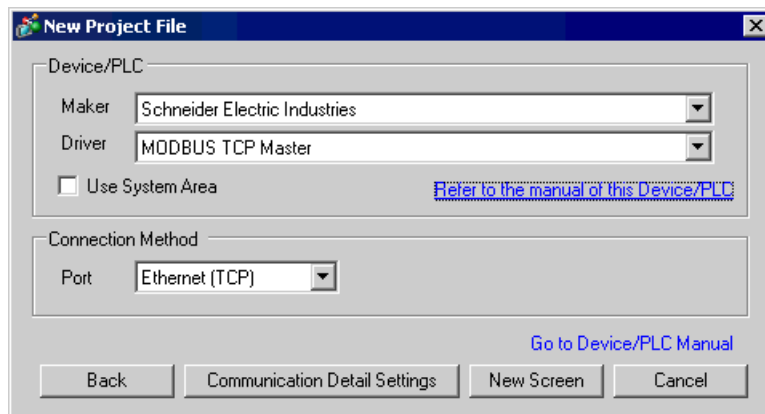 New Project File
Device/PLC
Maker Schneider Electric Industries
Driver MODBUS TCP Master
Use System Area Refer to the manual of this Device/PLC
Connection Method
Port Ethernet (TCP)
Go to Device/PLC Manual
Back Communication Detail Settings New Screen Cancel